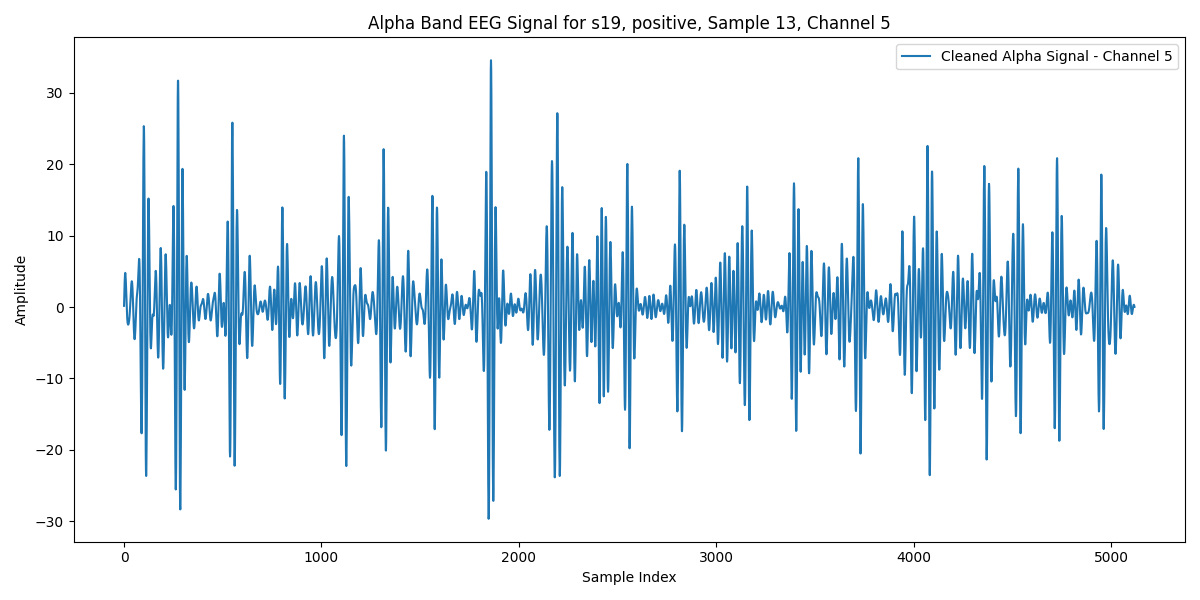 Alpha Band EEG Signal for s19, positive, Sample 13, Channel 5
Cleaned Alpha Signal - Channel 5
Amplitude
30
20
10
0
−10
−20
−30
0 1000 2000 3000 4000 5000
Sample Index